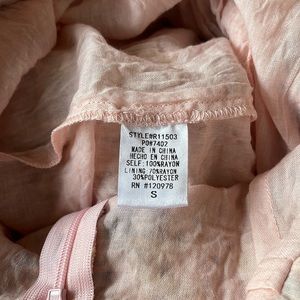 STYLE#R11503
PO#7402
MADE IN CHINA
HECHO EN CHINA
SELF:100%RAYON
LINING:70%RAYON
30%POLYESTER
RN #120978
S